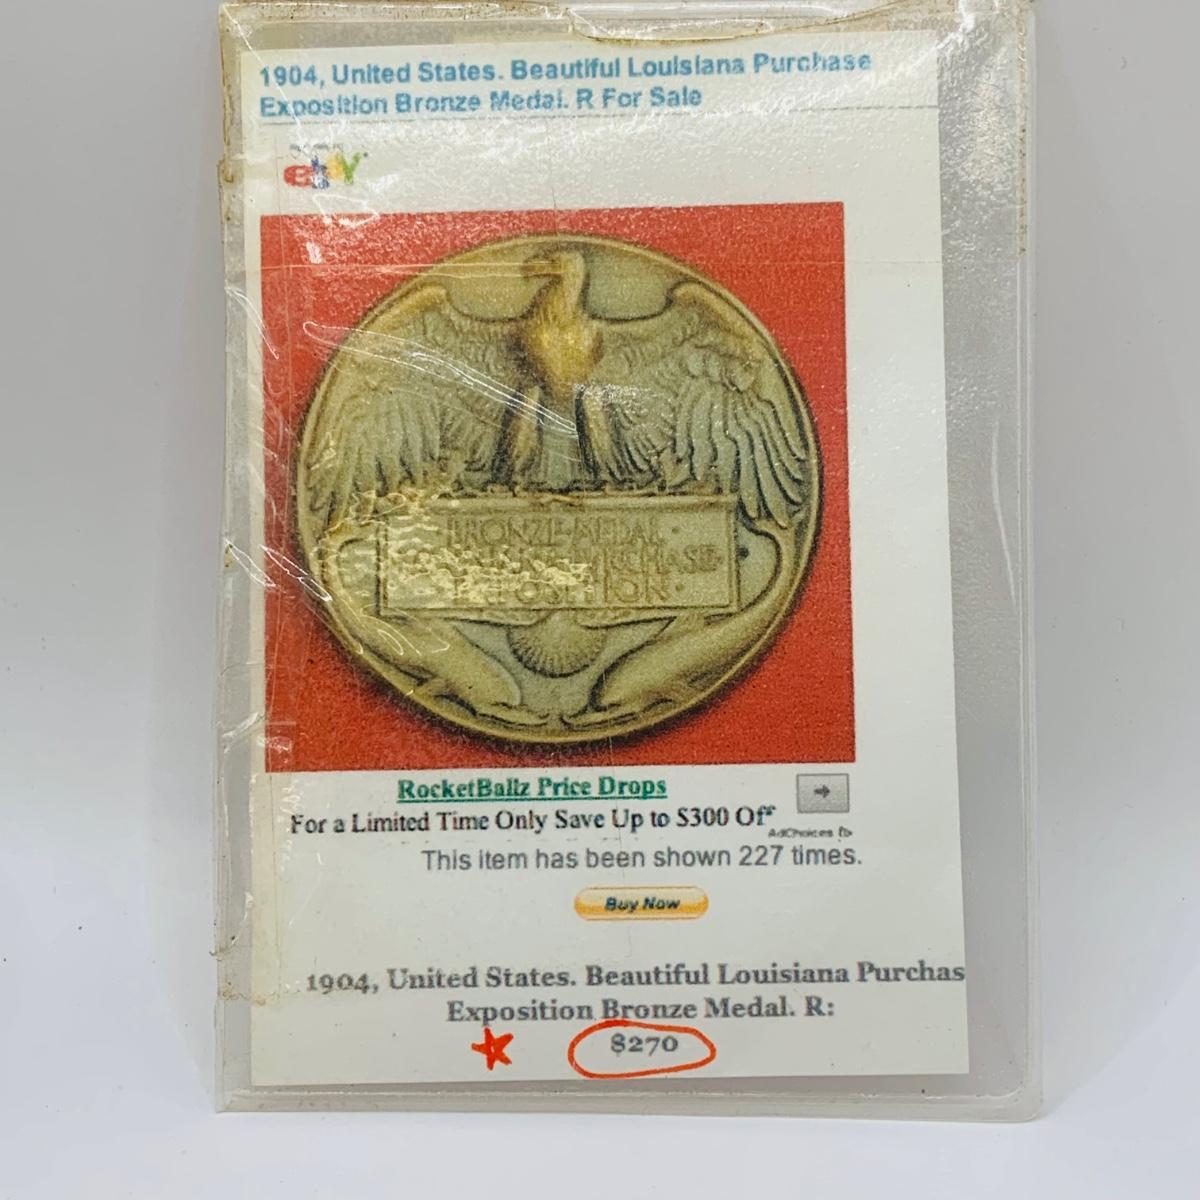 1904, United States. Beautiful Louisiana Purchase
Exposition Bronze Medal. R For Sale
ebY
BRONZE·MEDAL·
PURCHASE
EXPOSITION·
RocketBallz Price Drops
For a Limited Time Only Save Up to $300 Off
AdChoices
This item has been shown 227 times.
Buy Now
1904, United States. Beautiful Louisiana Purchas
Exposition Bronze Medal. R:
$270